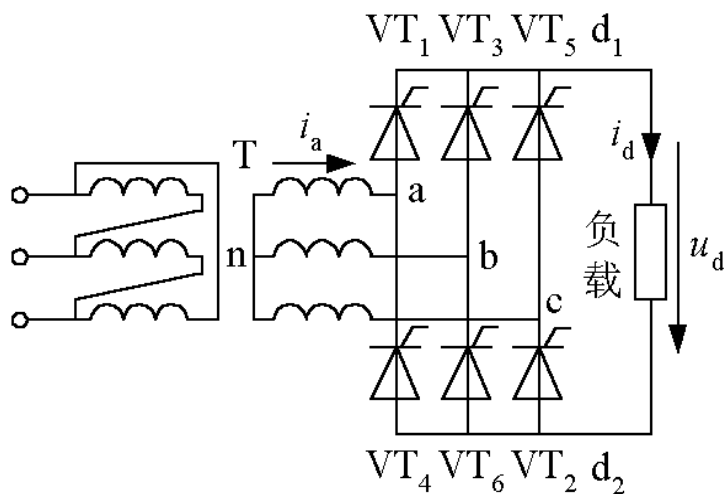 VT1 VT3 VT5 d1
T ia
a
id
n b
负载 ud
c
VT4 VT6 VT2 d2